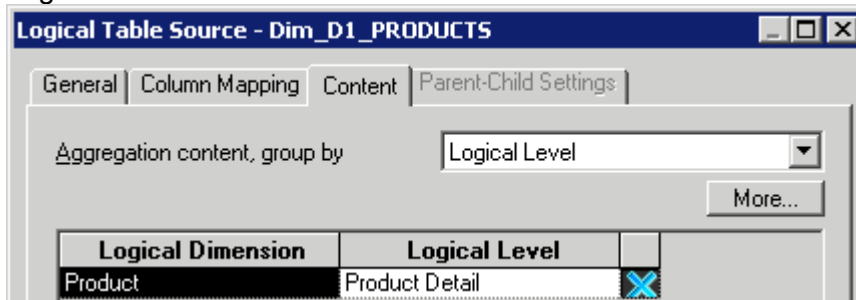 Logical Table Source - Dim_D1_PRODUCTS
General Column Mapping Content Parent-Child Settings
Aggregation content, group by Logical Level
More...
Logical Dimension Logical Level
Product Product Detail